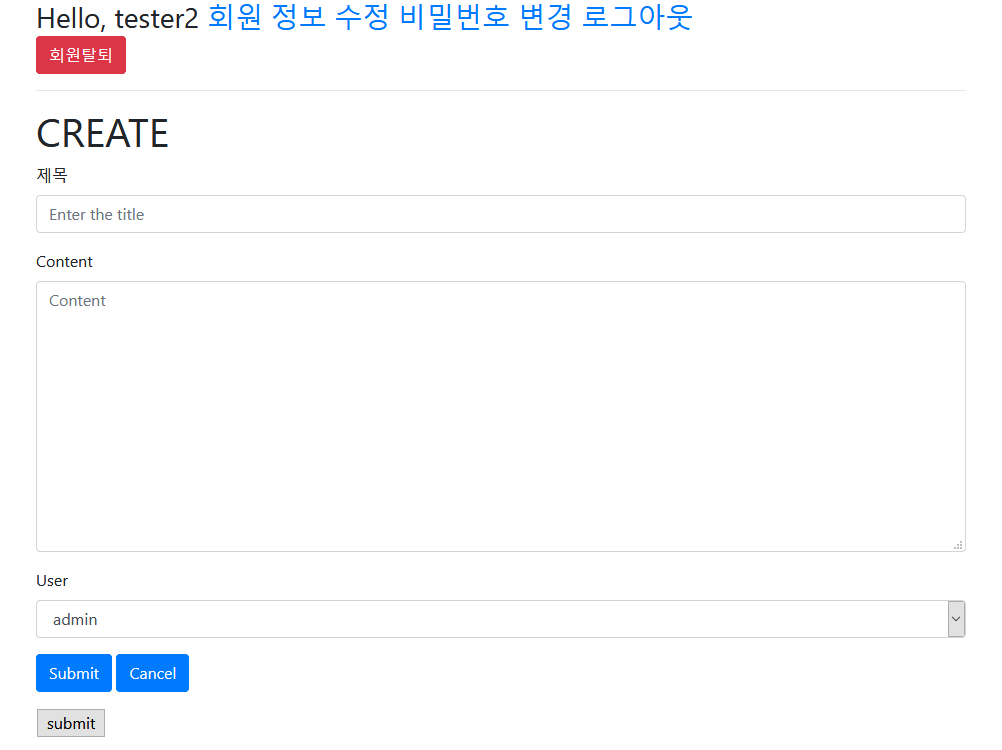 Hello, tester2 회원 정보 수정 비밀번호 변경 로그아웃
회원탈퇴
CREATE
제목
Enter the title
Content
Content
User
admin
Submit Cancel
submit